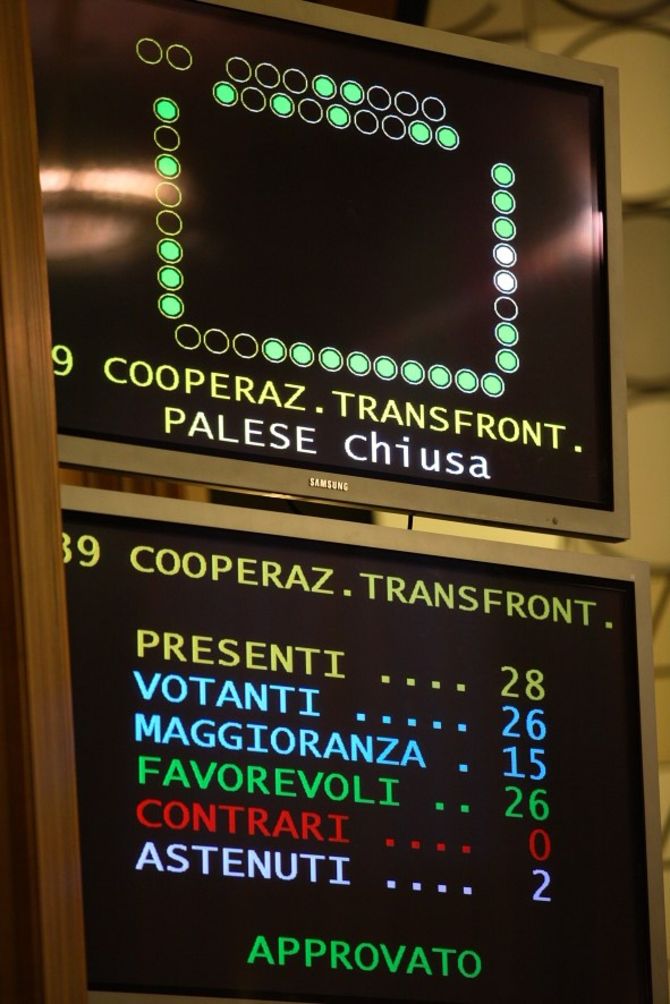 9 COOPERAZ.TRANSFRONT.
PALESE Chiusa
SAMSUNG
39 COOPERAZ.TRANSFRONT.
PRESENTI .... 28
VOTANTI ..... 26
MAGGIORANZA . 15
FAVOREVOLI .. 26
CONTRARI .... 0
ASTENUTI .... 2
APPROVATO